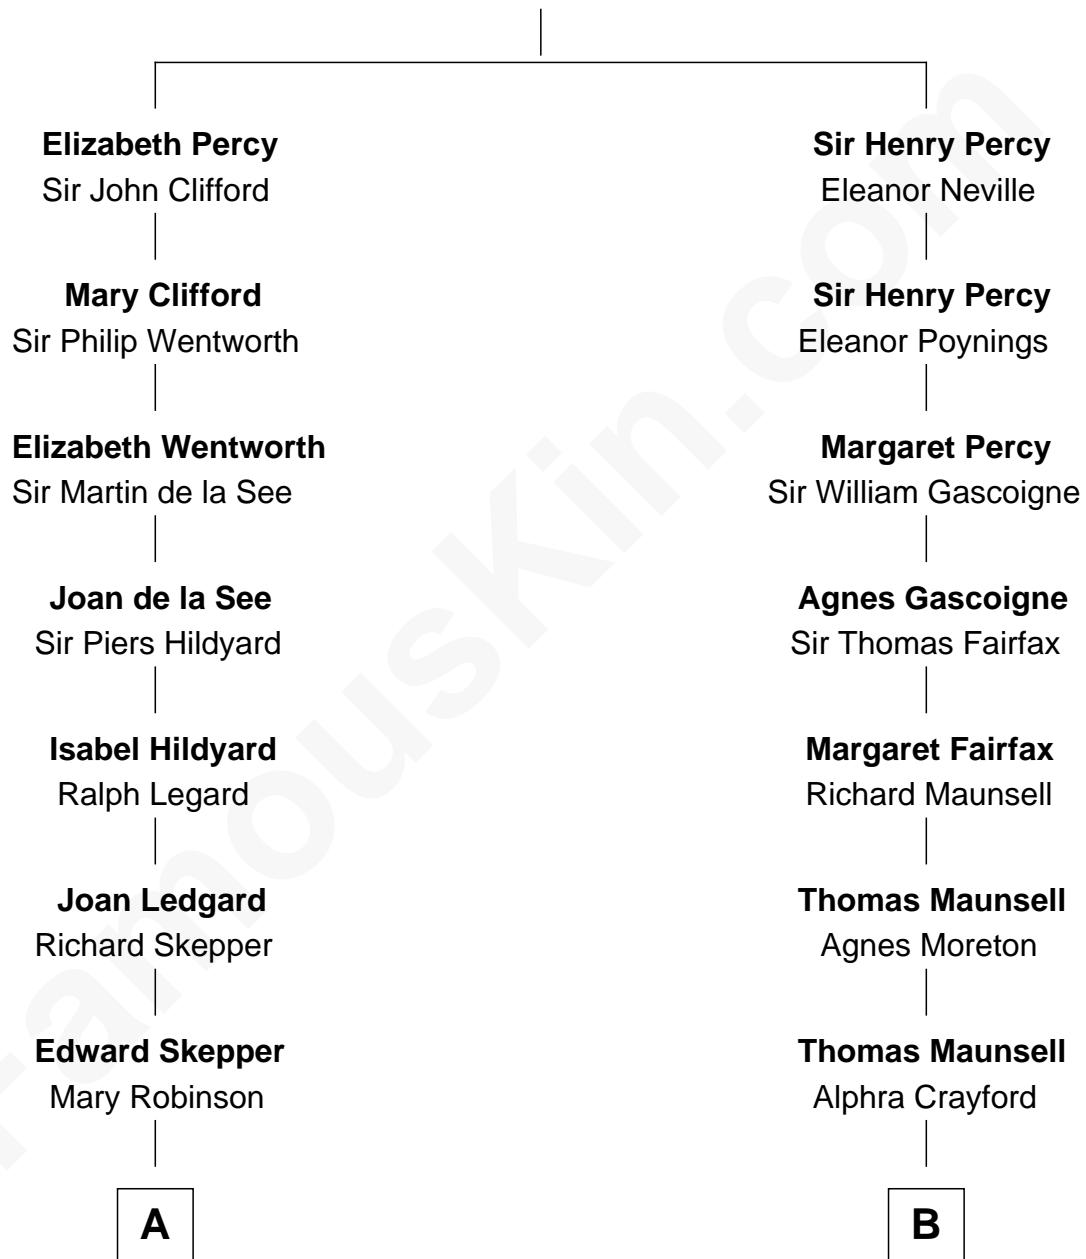 Elizabeth Percy
Sir John Clifford
Mary Clifford
Sir Philip Wentworth
Elizabeth Wentworth
Sir Martin de la See
Joan de la See
Sir Piers Hildyard
Isabel Hildyard
Ralph Legard
Joan Ledgard
Richard Skepper
Edward Skepper
Mary Robinson
A
Sir Henry Percy
Eleanor Neville
Sir Henry Percy
Eleanor Poynings
Margaret Percy
Sir William Gascoigne
Agnes Gascoigne
Sir Thomas Fairfax
Margaret Fairfax
Richard Maunsell
Thomas Maunsell
Agnes Moreton
Thomas Maunsell
Alphra Crayford
B
FamousKin.com